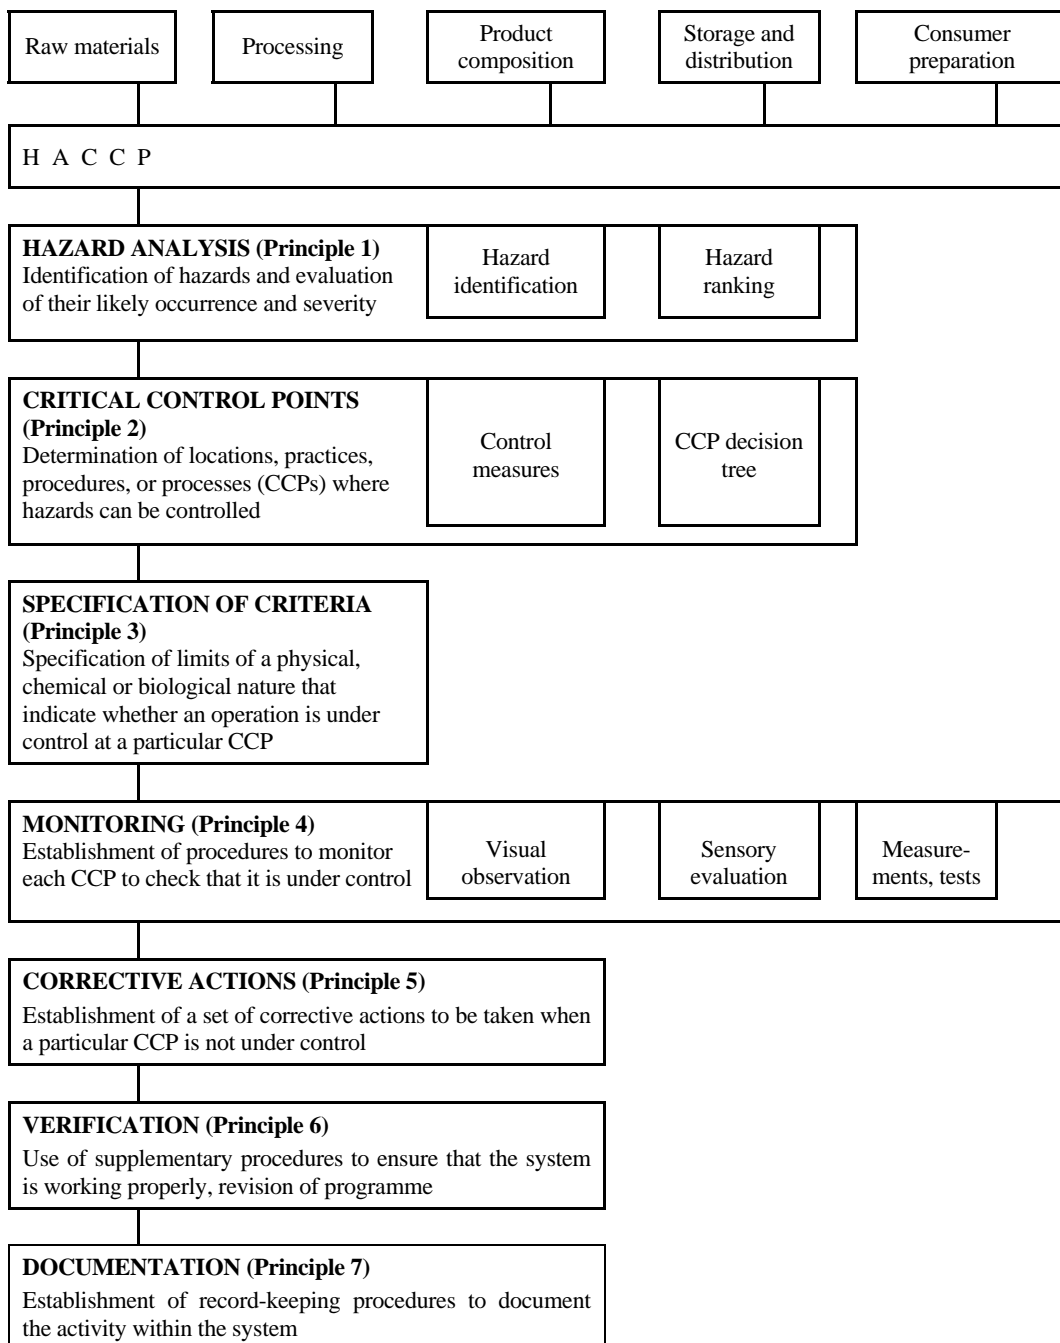 Raw materials
Processing
Product
composition
Storage and
distribution
Consumer
preparation
H A C C P
HAZARD ANALYSIS (Principle 1)
Identification of hazards and evaluation
of their likely occurrence and severity
Hazard
identification
Hazard
ranking
CRITICAL CONTROL POINTS
(Principle 2)
Determination of locations, practices,
procedures, or processes (CCPs) where
hazards can be controlled
Control
measures
CCP decision
tree
SPECIFICATION OF CRITERIA
(Principle 3)
Specification of limits of a physical,
chemical or biological nature that
indicate whether an operation is under
control at a particular CCP
MONITORING (Principle 4)
Establishment of procedures to monitor
each CCP to check that it is under control
Visual
observation
Sensory
evaluation
Measure-
ments, tests
CORRECTIVE ACTIONS (Principle 5)
Establishment of a set of corrective actions to be taken when
a particular CCP is not under control
VERIFICATION (Principle 6)
Use of supplementary procedures to ensure that the system
is working properly, revision of programme
DOCUMENTATION (Principle 7)
Establishment of record-keeping procedures to document
the activity within the system